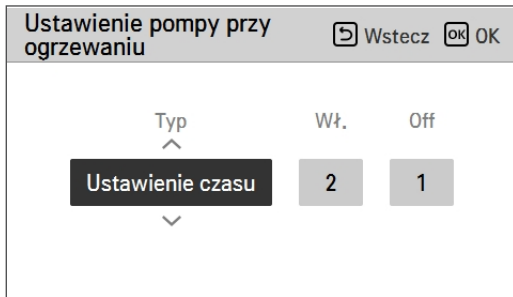 Ustawienie pompy przy
ogrzewaniu
Wstecz OK OK
Typ Wł. Off
Ustawienie czasu 2 1